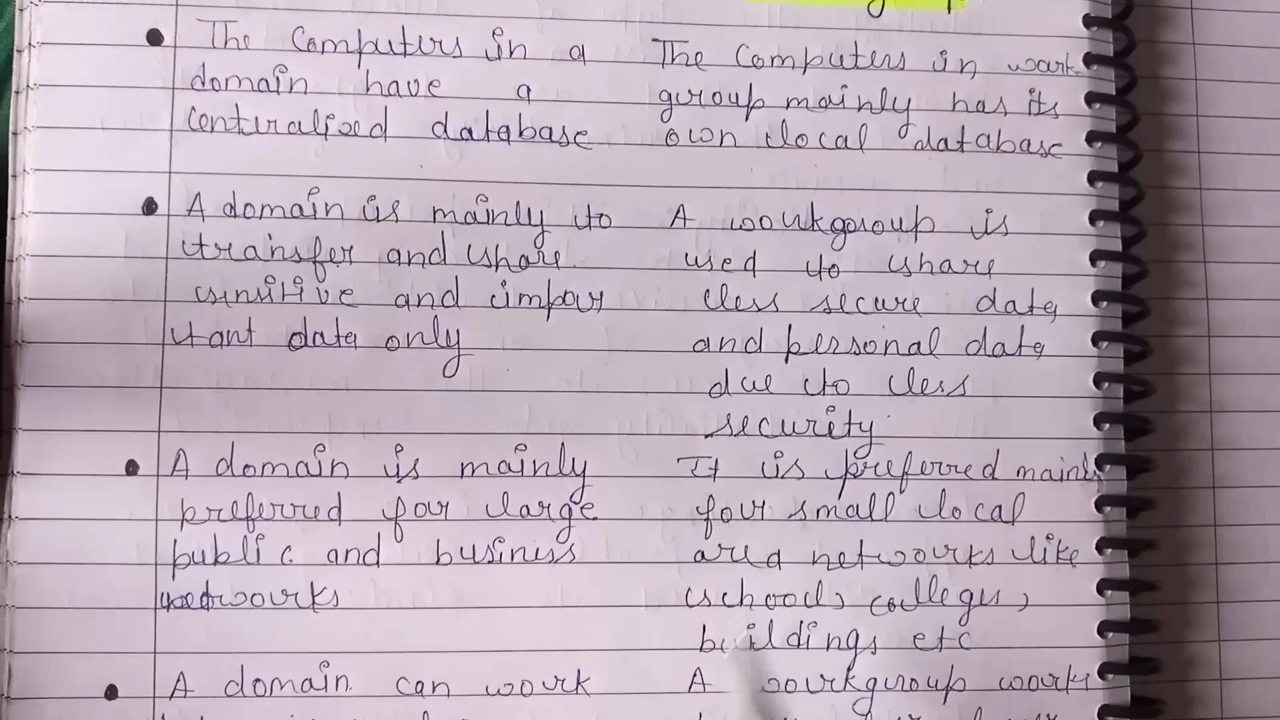 The Computers in a
domain have a
centeralised database
The Computers in work
group mainly has its
own local database
A domain is mainly to
transfer and share
sensitive and impor
tant data only
A workgroup is
used to share
less secure data
and personal data
due to less
security.
A domain is mainly
preferred for large
public and business
networks
It is preferred mainly
for small local
area networks like
school, colleges,
buildings etc
A domain can work
A workgroup works